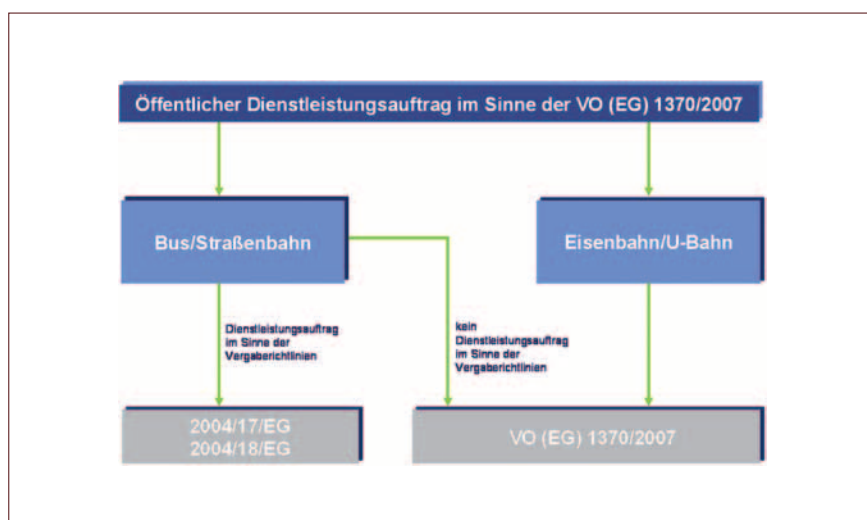 Öffentlicher Dienstleistungsauftrag im Sinne der VO (EG) 1370/2007
Bus/Straßenbahn
Eisenbahn/U-Bahn
Dienstleistungsauftrag
im Sinne der
Vergaberichtlinien
kein
Dienstleistungsauftrag
im Sinne der
Vergaberichtlinien
2004/17/EG
2004/18/EG
VO (EG) 1370/2007